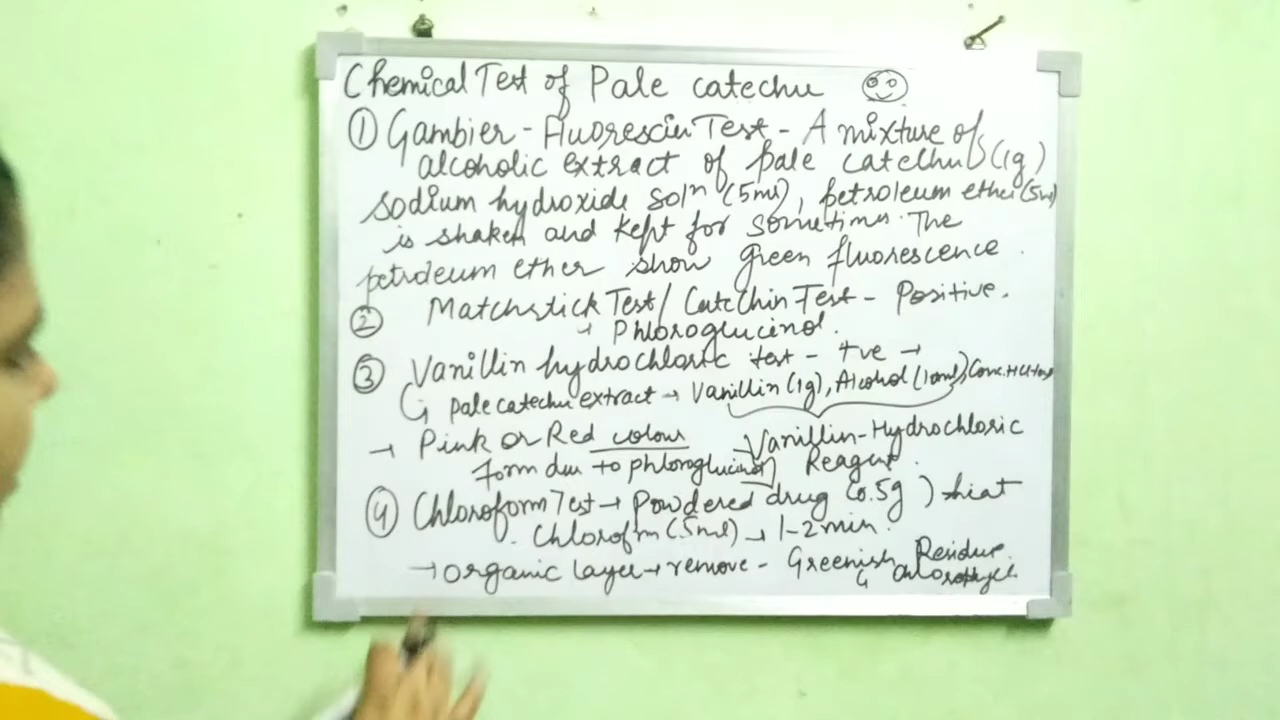 Chemical Test of Pale catechu
① Gambier - Fluorescin Test - A mixture of
alcoholic extract of pale catechu (1g)
sodium hydroxide solⁿ (5ml), petroleum ether (5ml)
is shaken and kept for sometimes. The
petroleum ether show green fluorescence.
② Matchstick Test / Catechin Test - Positive.
→ Phloroglucinol.
③ Vanillin hydrochloric test - +ve →
↳ pale catechu extract → Vanillin (1g), Alcohol (10ml), Conc. HCl
→ Pink or Red colour → Vanillin-Hydrochloric
form due to phloroglucinol Reagent.
④ Chloroform Test → Powdered drug (0.5g) } heat
Chlorofm (5ml) → 1-2 min.
→ organic layer → remove - Greenish Residue.
↳ chlorophyll